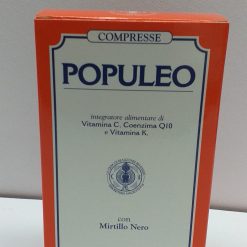 COMPRESSE
POPULEO
integratore alimentare di
Vitamina C, Coenzima Q10
e Vitamina K.
con
Mirtillo Nero